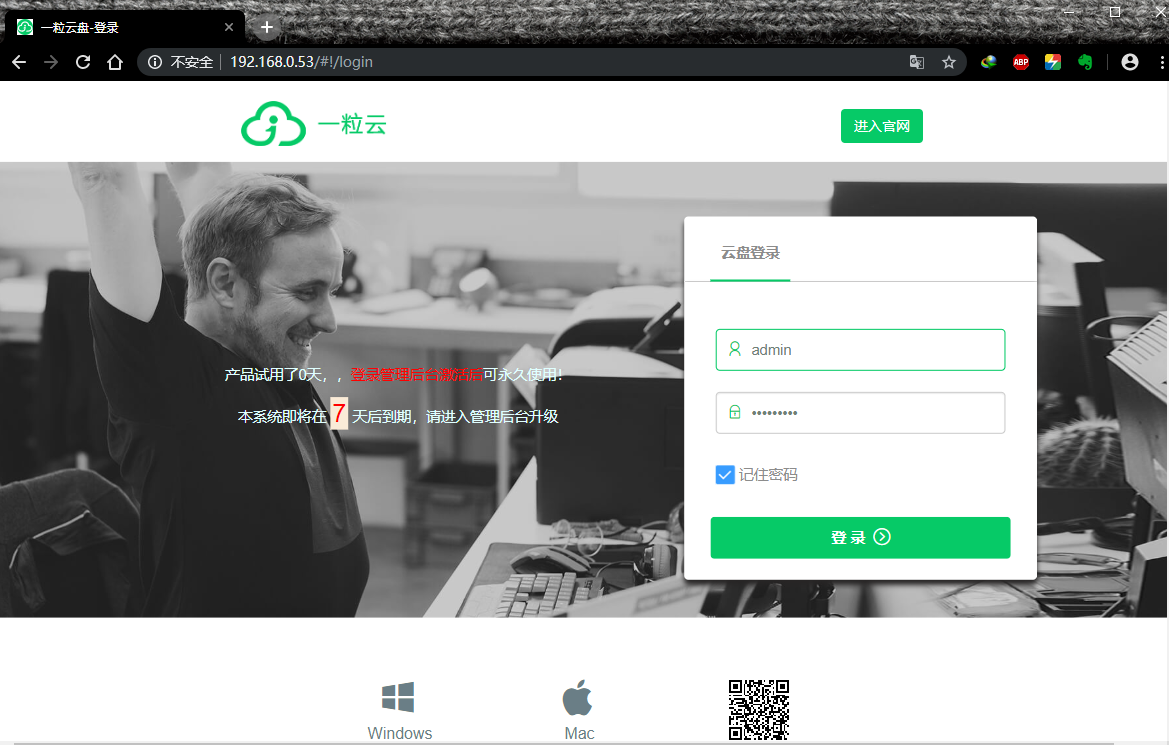 一粒云盘-登录
不安全 192.168.0.53/#!/login
ABP
一粒云
进入官网
云盘登录
admin
产品试用了0天，，登录管理后台激活后可永久使用！
本系统即将在 7 天后到期，请进入管理后台升级
•••••••••
记住密码
登 录
Windows
Mac